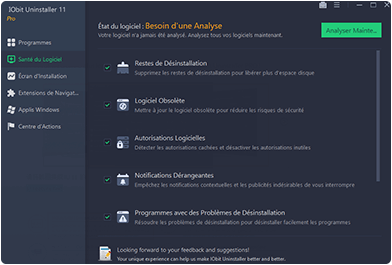 IObit Uninstaller 11
Pro
État du logiciel : Besoin d'une Analyse
Votre logiciel n'a jamais été analysé. Analysez tous vos logiciels maintenant.
Analyser Mainte...
Programmes
Santé du Logiciel
Écran d'Installation
Extensions de Navigat...
Applis Windows
Centre d'Actions
Restes de Désinstallation
Supprimez les restes de désinstallation pour libérer plus d'espace disque
Logiciel Obsolète
Mettre à jour le logiciel obsolète pour réduire les risques de sécurité
Autorisations Logicielles
Détecter les autorisations cachées et désactiver les autorisations inutiles
Notifications Dérangeantes
Empêchez les notifications contextuelles et les publicités indésirables de vous interrompre
Programmes avec des Problèmes de Désinstallation
Résoudre les problèmes de désinstallation pour désinstaller facilement les programmes
Looking forward to your feedback and suggestions!
Your unique experience can help us make IObit Uninstaller better and better.